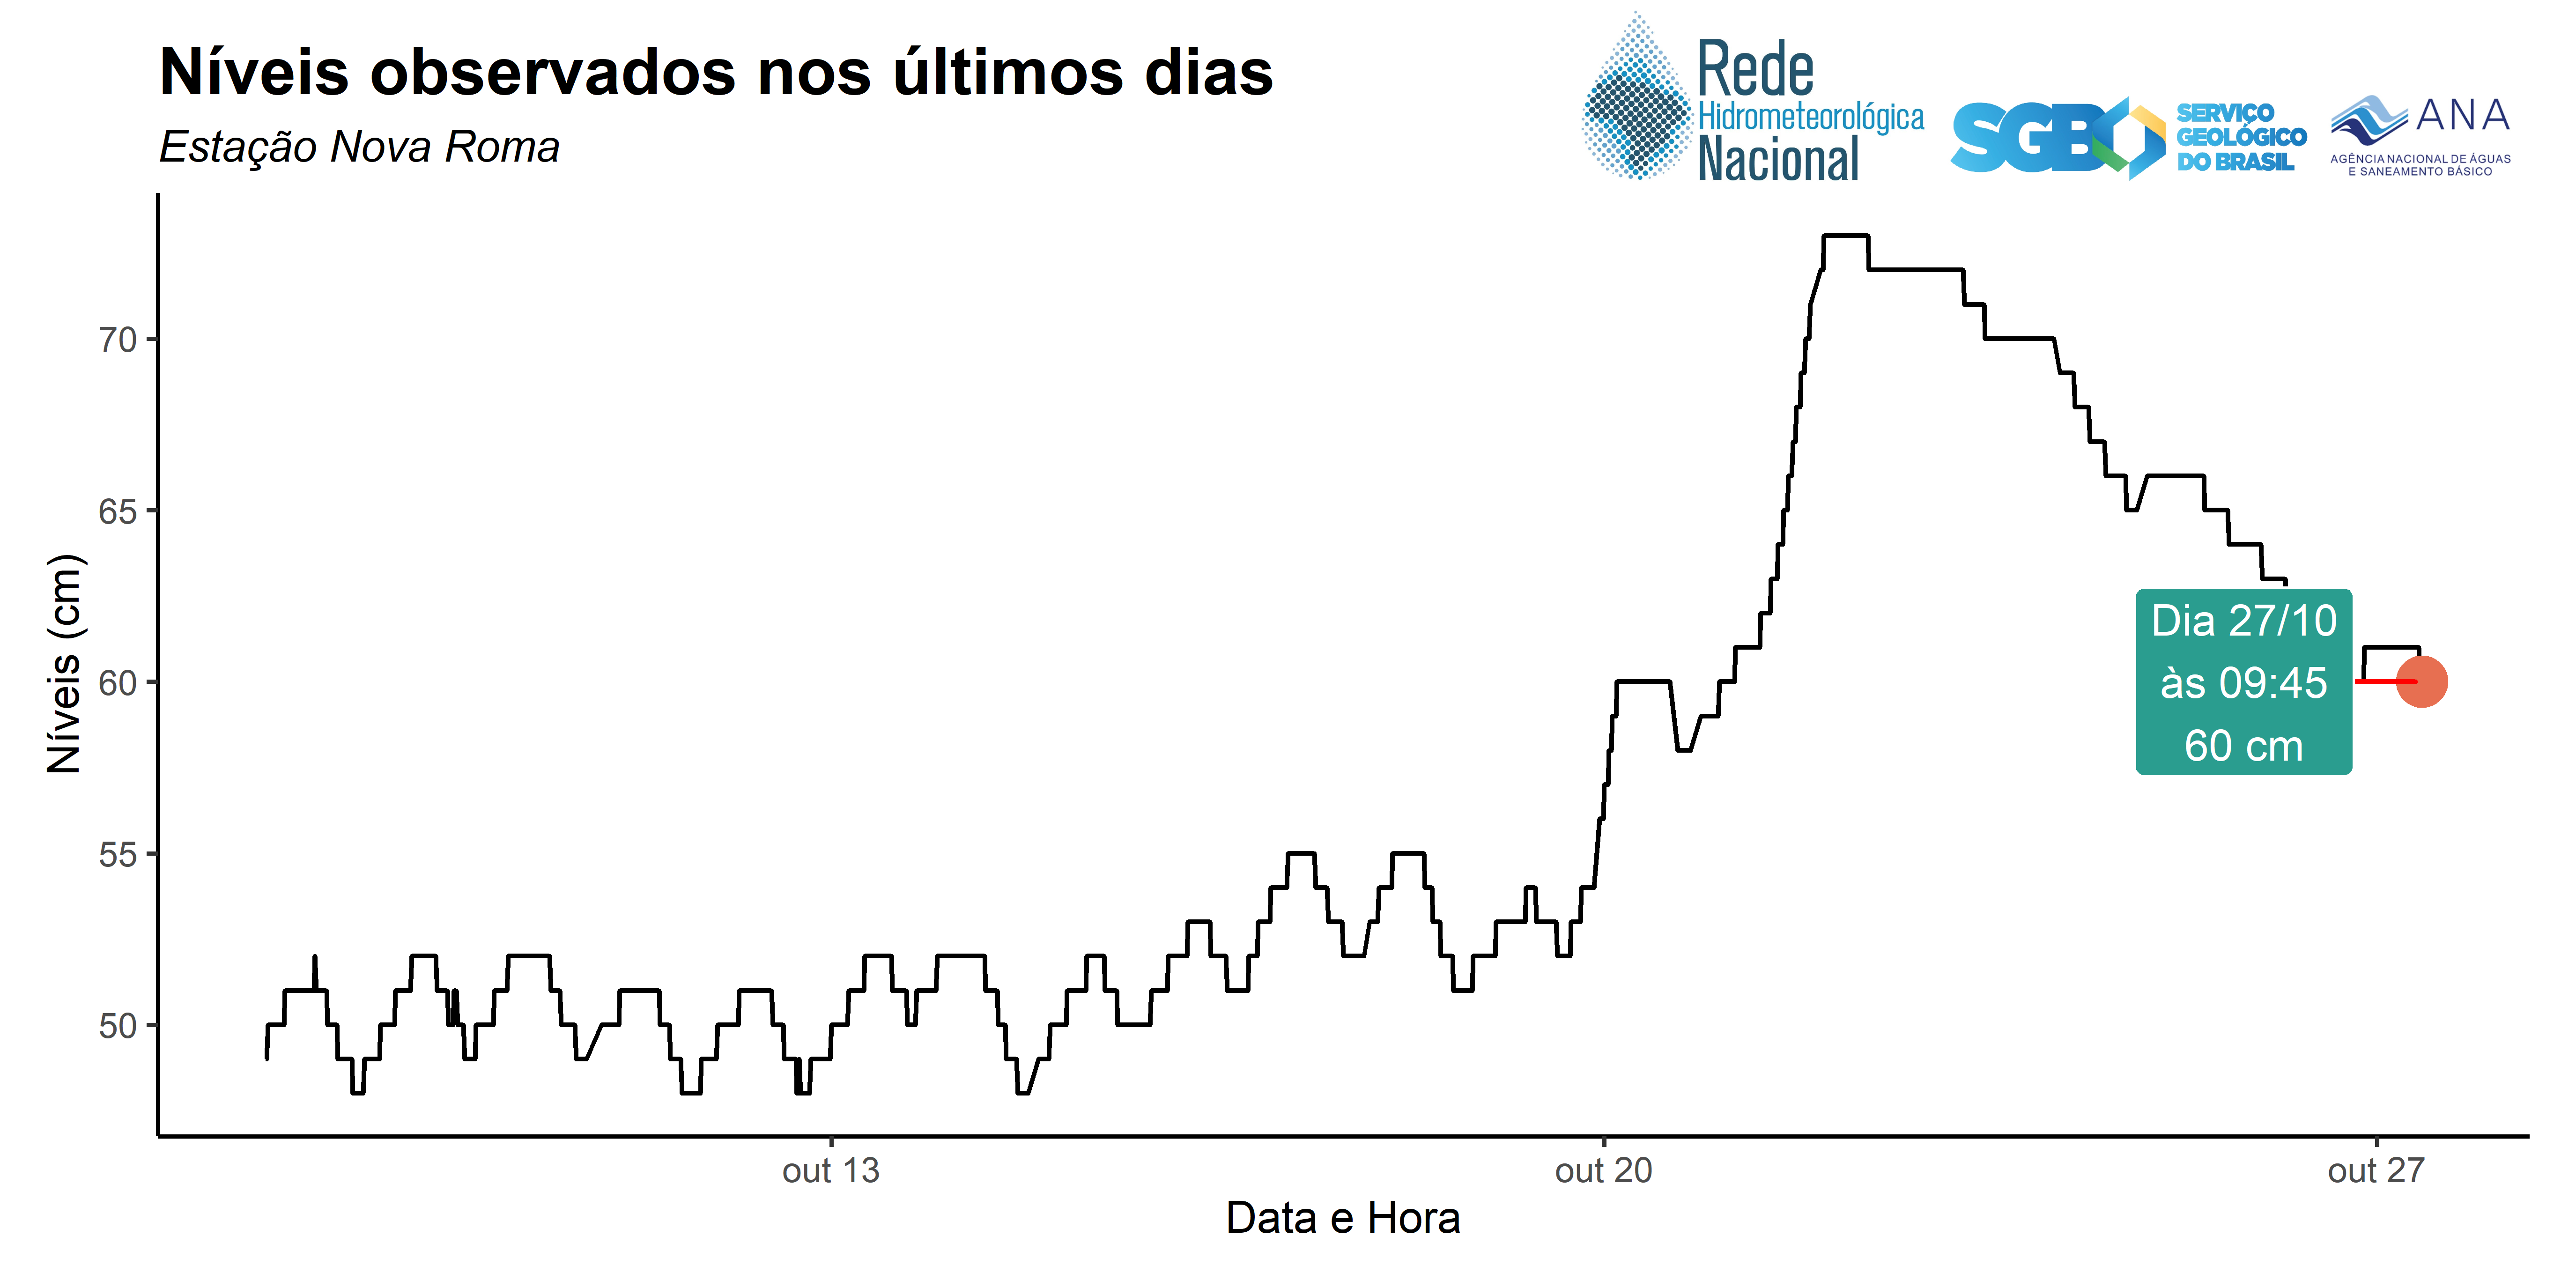 Níveis observados nos últimos dias
Estação Nova Roma
Rede
Hidrometeorológica
Nacional
SGB
SERVIÇO
GEOLÓGICO
DO BRASIL
ANA
AGÊNCIA NACIONAL DE ÁGUAS
E SANEAMENTO BÁSICO
Níveis (cm)
70
65
60
55
50
Dia 27/10
às 09:45
60 cm
out 13
out 20
out 27
Data e Hora